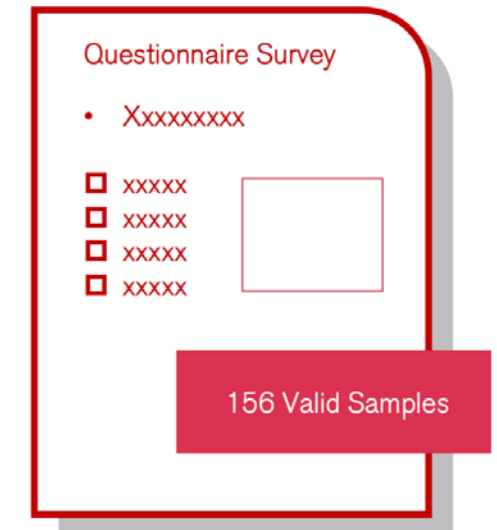 Questionnaire Survey
• Xxxxxxxxx
xxxxx
xxxxx
xxxxx
xxxxx
156 Valid Samples